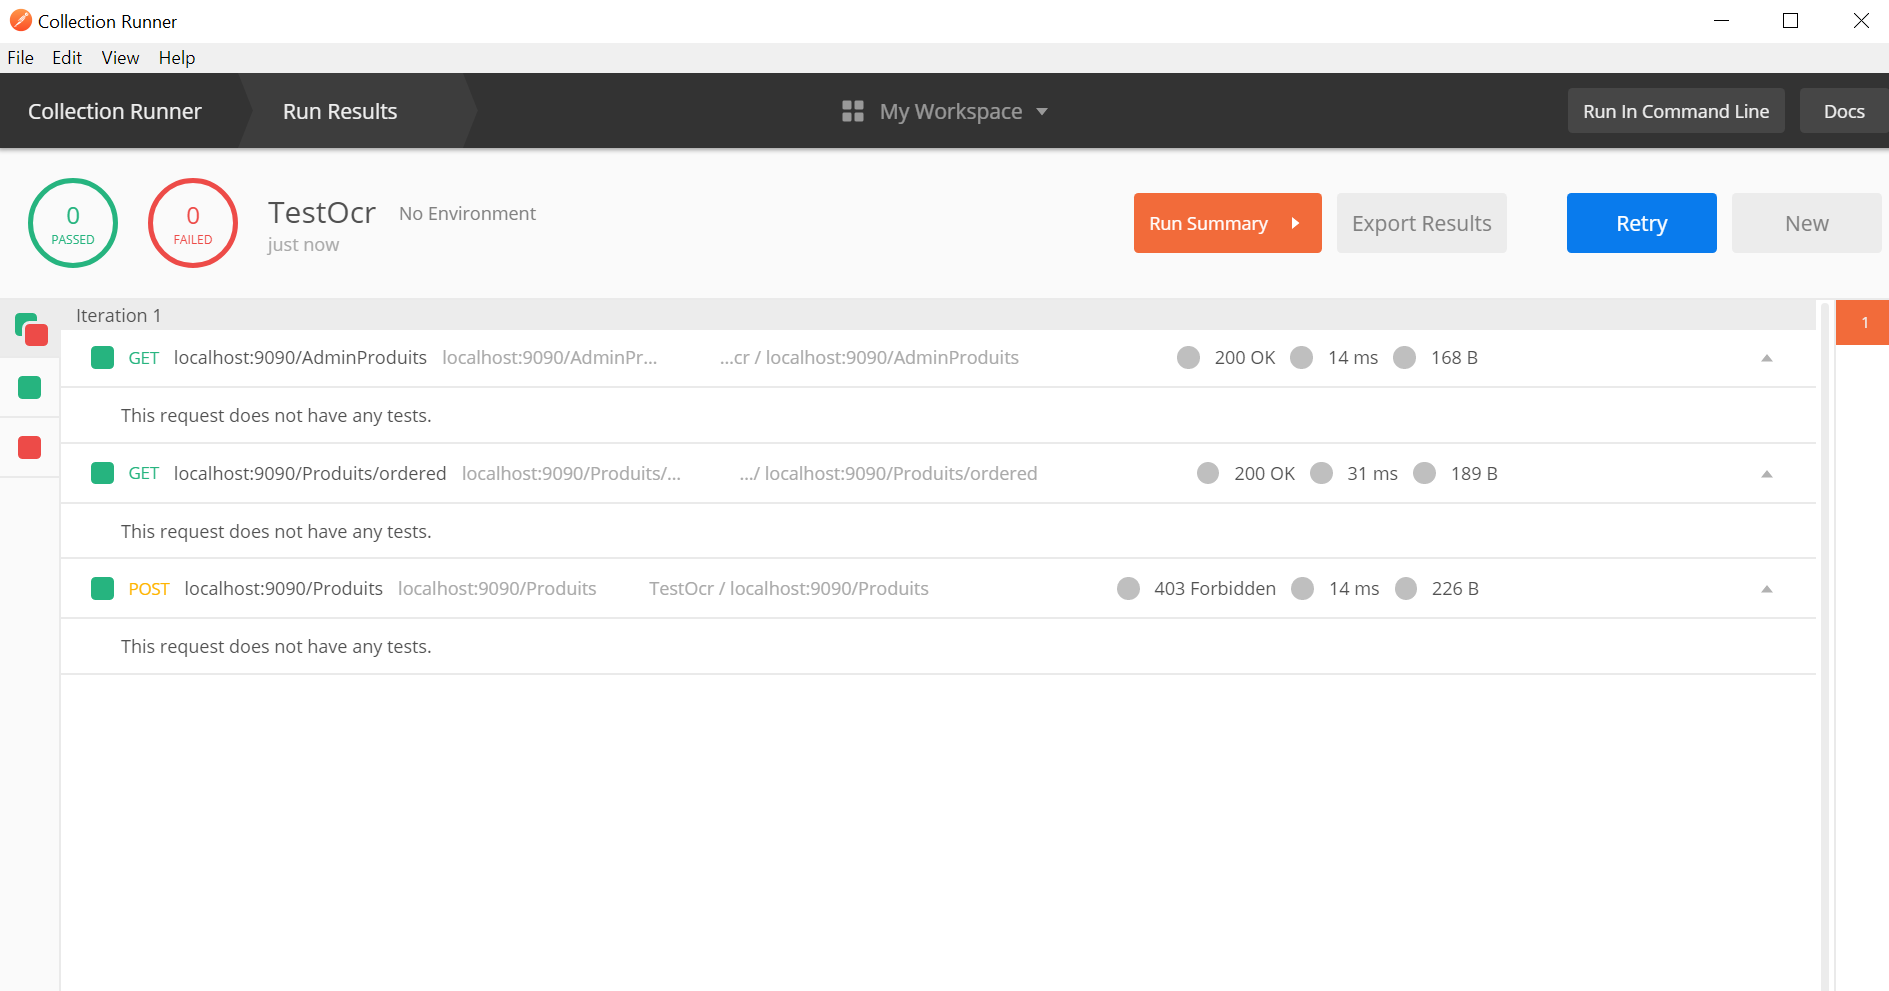 Collection Runner
File Edit View Help
Collection Runner Run Results My Workspace Run In Command Line Docs
0 PASSED
0 FAILED
TestOcr No Environment
just now
Run Summary Export Results Retry New
Iteration 1
1
GET localhost:9090/AdminProduits localhost:9090/AdminPr... ...cr / localhost:9090/AdminProduits 200 OK 14 ms 168 B
This request does not have any tests.
GET localhost:9090/Produits/ordered localhost:9090/Produits/... .../ localhost:9090/Produits/ordered 200 OK 31 ms 189 B
This request does not have any tests.
POST localhost:9090/Produits localhost:9090/Produits TestOcr / localhost:9090/Produits 403 Forbidden 14 ms 226 B
This request does not have any tests.